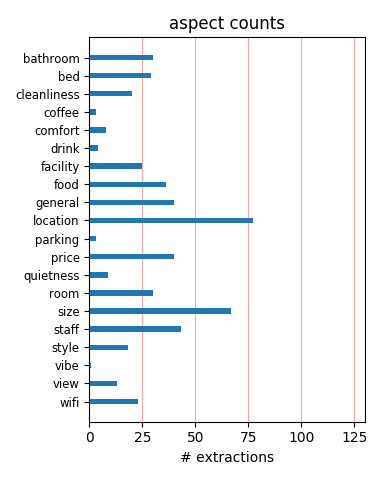 aspect counts
bathroom
bed
cleanliness
coffee
comfort
drink
facility
food
general
location
parking
price
quietness
room
size
staff
style
vibe
view
wifi
0 25 50 75 100 125
# extractions